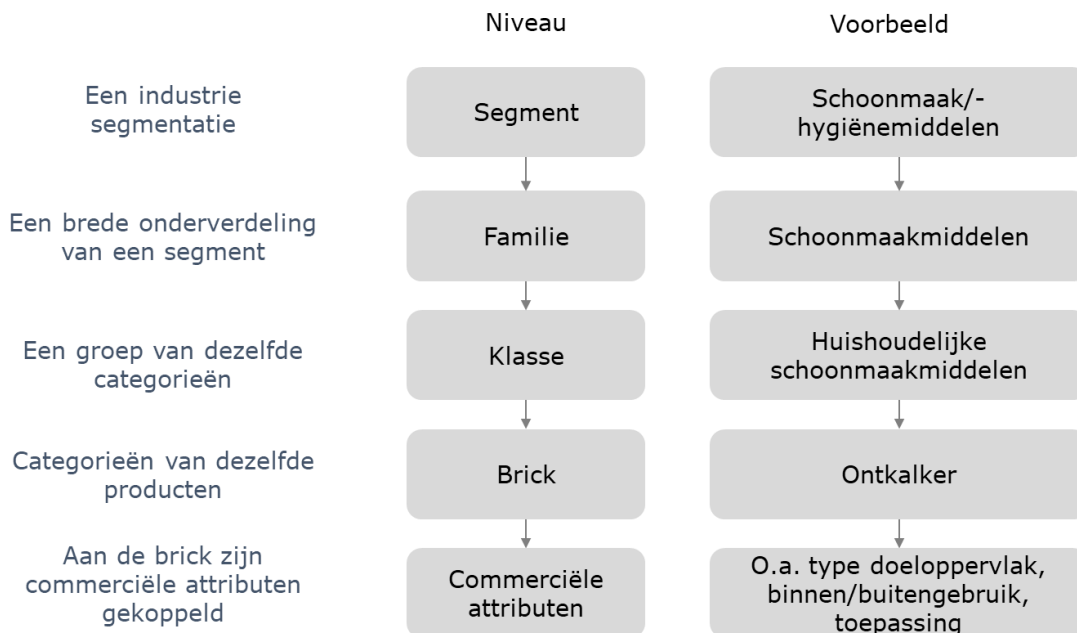 Niveau
Voorbeeld
Een industrie
segmentatie
Segment
Schoonmaak/-
hygiënemiddelen
Een brede onderverdeling
van een segment
Familie
Schoonmaakmiddelen
Een groep van dezelfde
categorieën
Klasse
Huishoudelijke
schoonmaakmiddelen
Categorieën van dezelfde
producten
Brick
Ontkalker
Aan de brick zijn
commerciële attributen
gekoppeld
Commerciële
attributen
O.a. type doeloppervlak,
binnen/buitengebruik,
toepassing